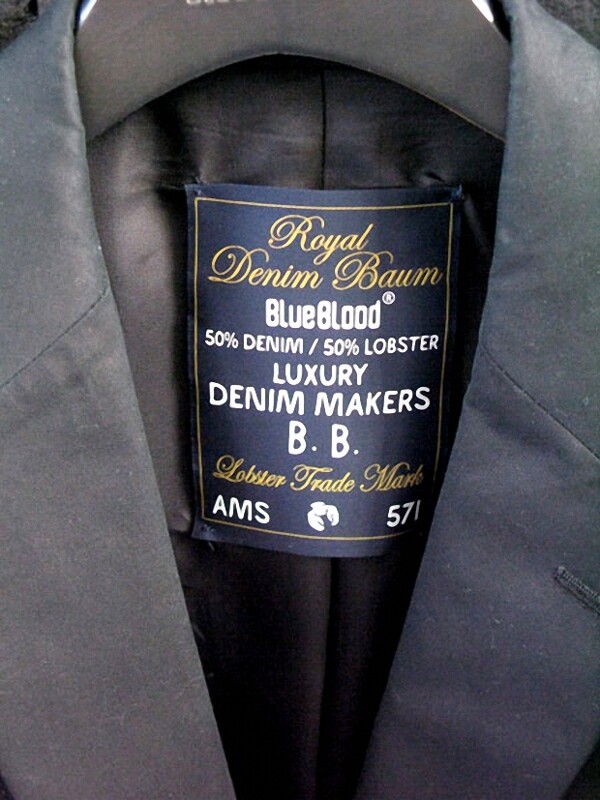 Royal
Denim Baum
BlueBlood®
50% DENIM / 50% LOBSTER
LUXURY
DENIM MAKERS
B. B.
Lobster Trade Mark
AMS 571